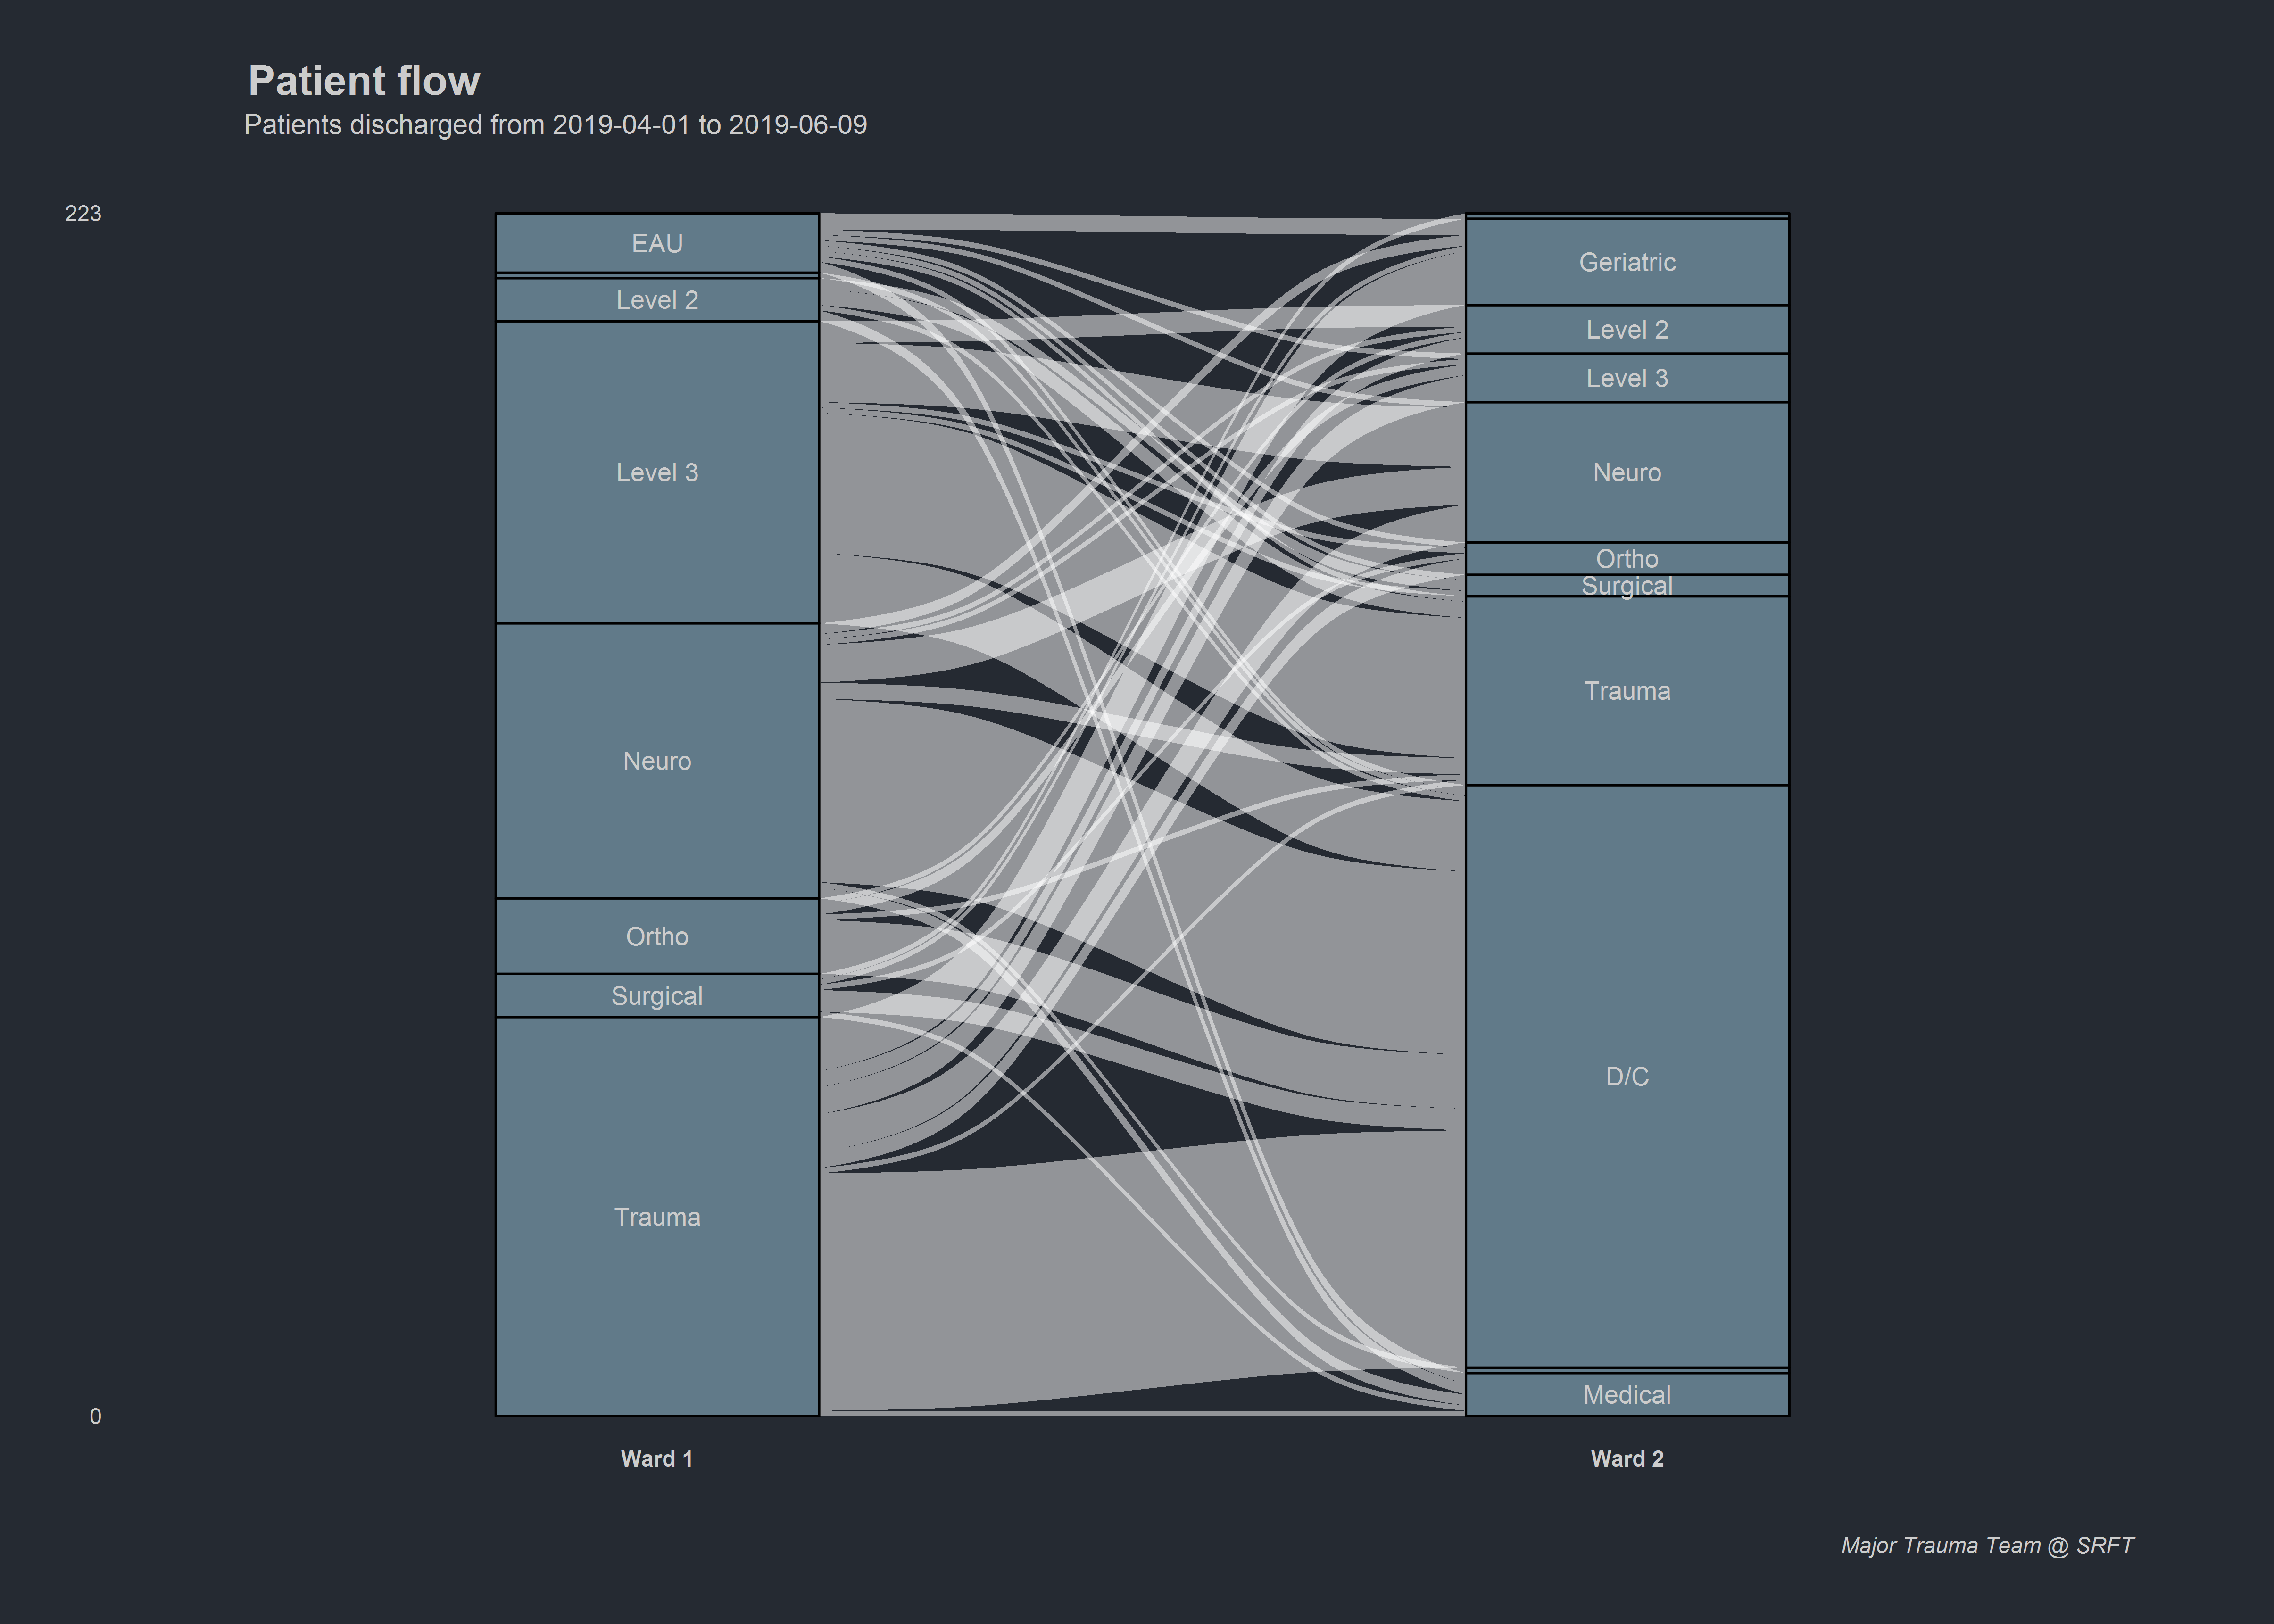 Patient flow
Patients discharged from 2019-04-01 to 2019-06-09
223
EAU
Level 2
Level 3
Neuro
Ortho
Surgical
Trauma
Geriatric
Level 2
Level 3
Neuro
Ortho
Surgical
Trauma
D/C
Medical
0
Ward 1
Ward 2
Major Trauma Team @ SRFT